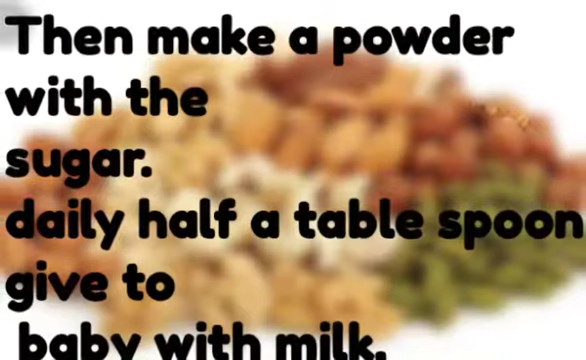 Then make a powder
with the
sugar.
daily half a table spoon
give to
baby with milk.